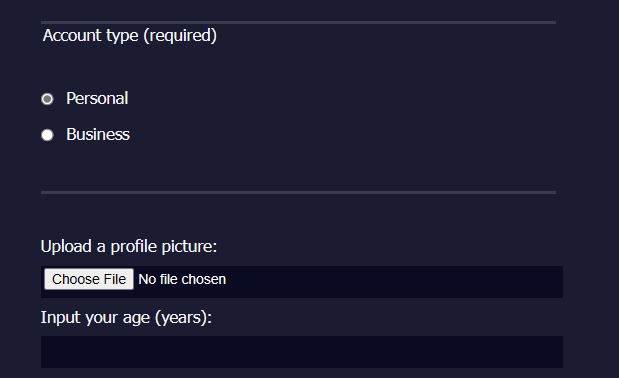 Account type (required)
Personal
Business
Upload a profile picture:
Choose File No file chosen
Input your age (years):